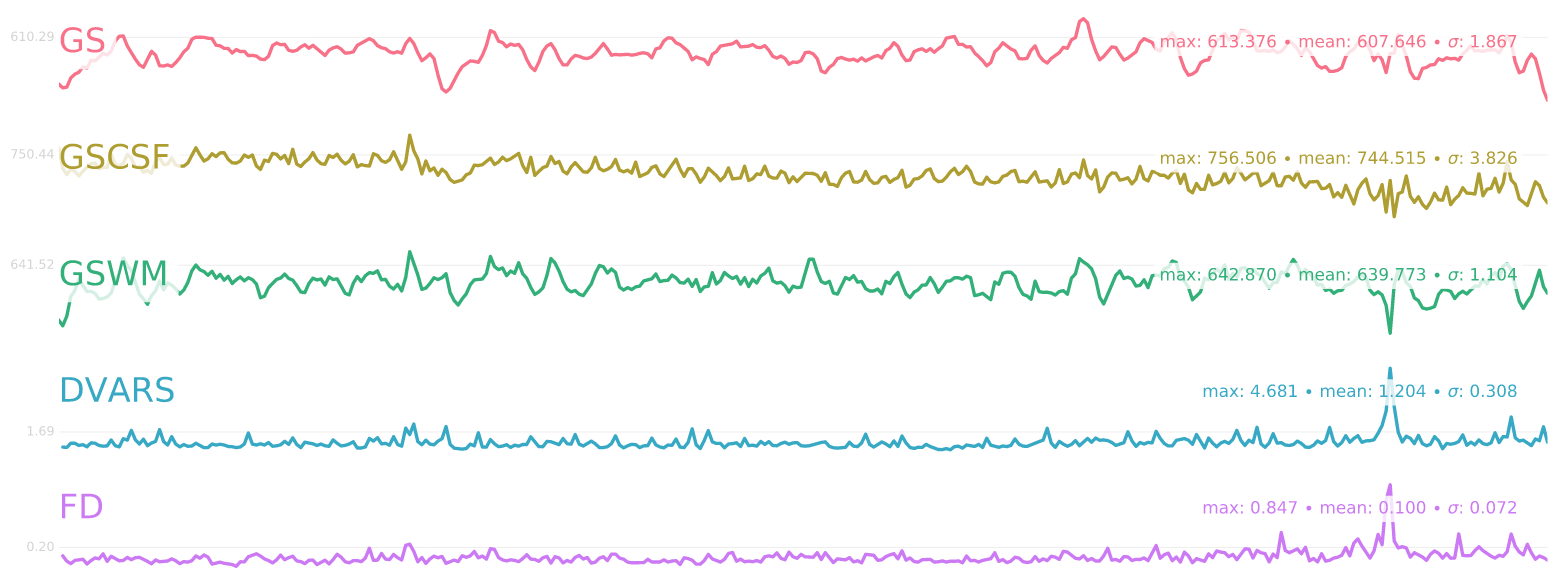 610.29 GS max: 613.376 • mean: 607.646 • σ: 1.867
750.44 GSCSF max: 756.506 • mean: 744.515 • σ: 3.826
641.52 GSWM max: 642.870 • mean: 639.773 • σ: 1.104
DVARS max: 4.681 • mean: 1.204 • σ: 0.308
1.69
FD max: 0.847 • mean: 0.100 • σ: 0.072
0.20